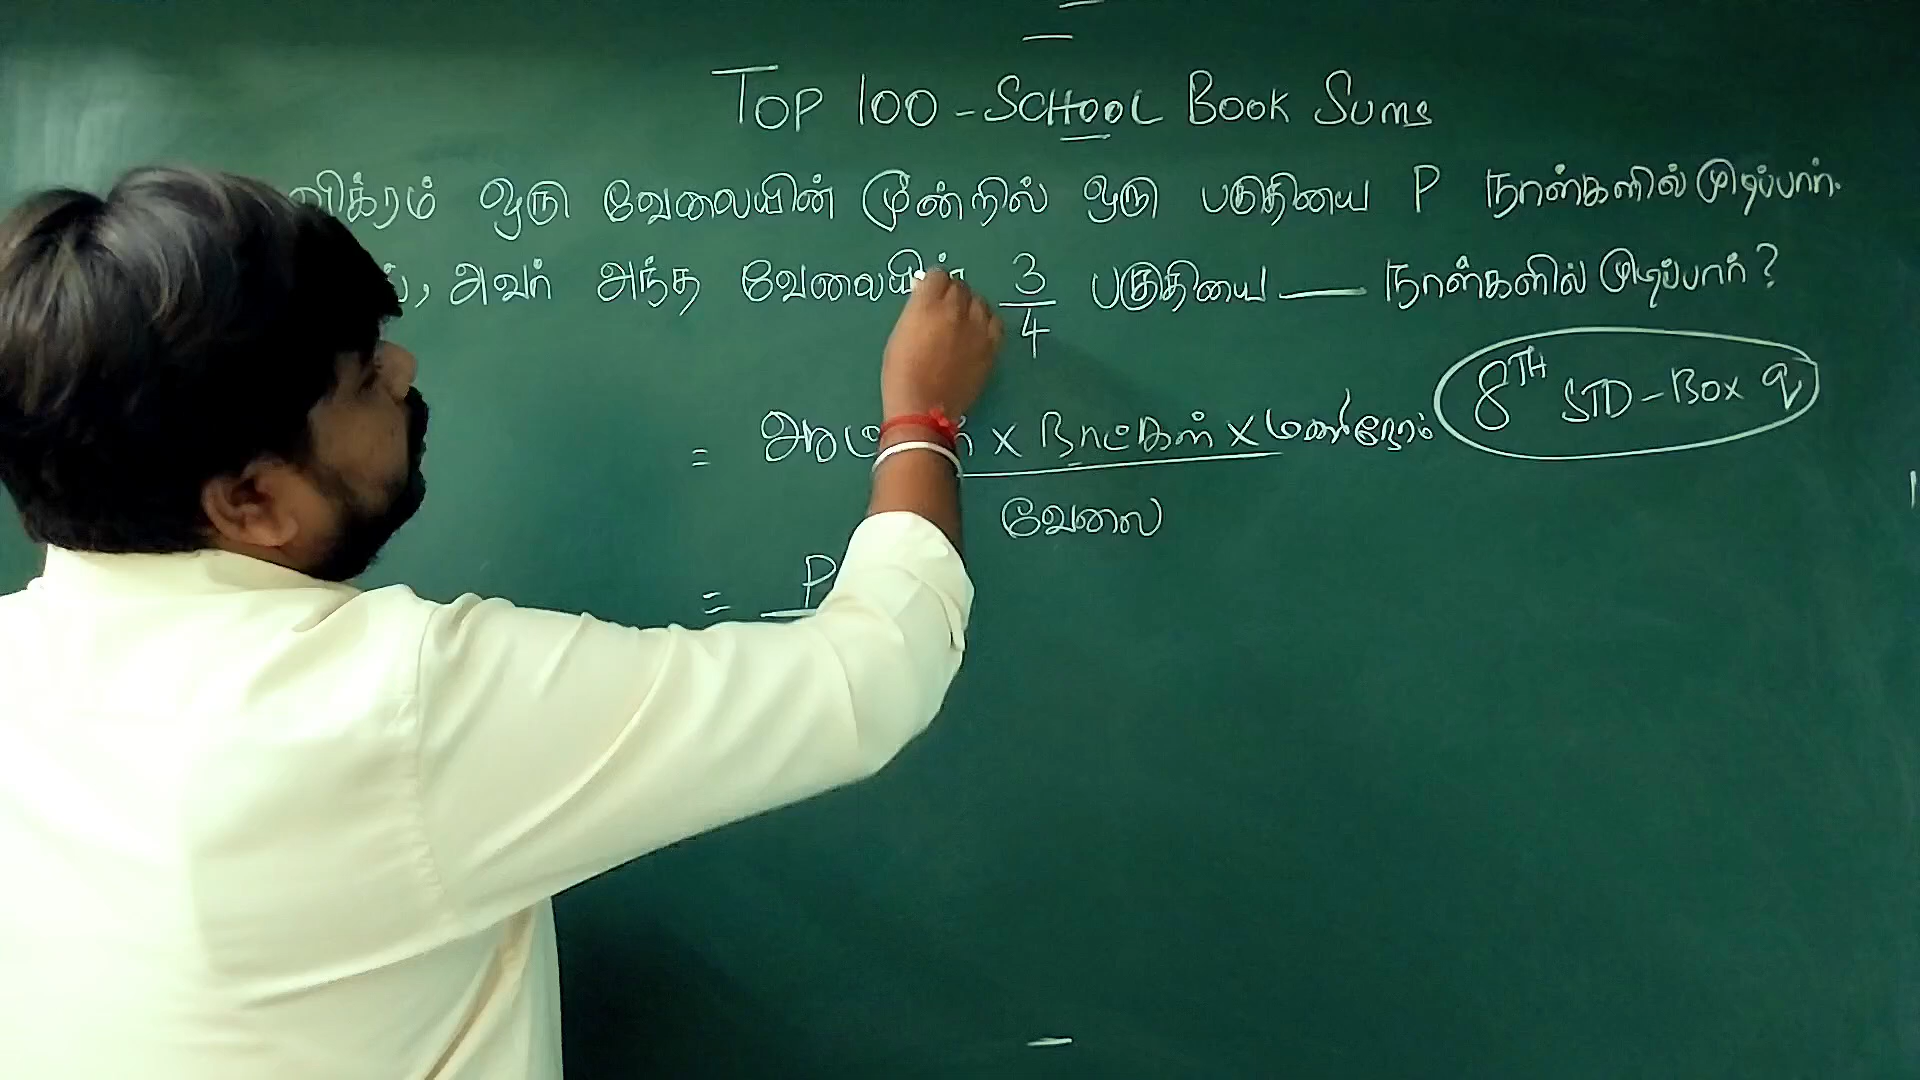 TOP 100 - SCHOOL BOOK SUMS
விக்ரம் ஒரு வேலையின் மூன்றில் ஒரு பகுதியை P நாள்களில் முடிப்பார்.
அவர் அந்த வேலையின் 3/4 பகுதியை ___ நாள்களில் முடிப்பார்?
8TH STD - BOX Q
= × நாட்கள் × மணிநேரம்
வேலை
= P